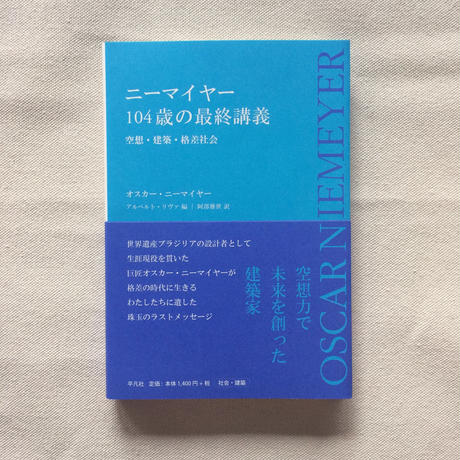 ニーマイヤー
104歳の最終講義
空想・建築・格差社会
オスカー・ニーマイヤー
アルベルト・リヴァ 編 | 阿部雅世 訳
OSCAR NIEMEYER
世界遺産ブラジリアの設計者として
生涯現役を貫いた
巨匠オスカー・ニーマイヤーが
格差の時代に生きる
わたしたちに遺した
珠玉のラストメッセージ
空想力で
未来を創った
建築家
平凡社 定価:本体1,400円+税 社会・建築